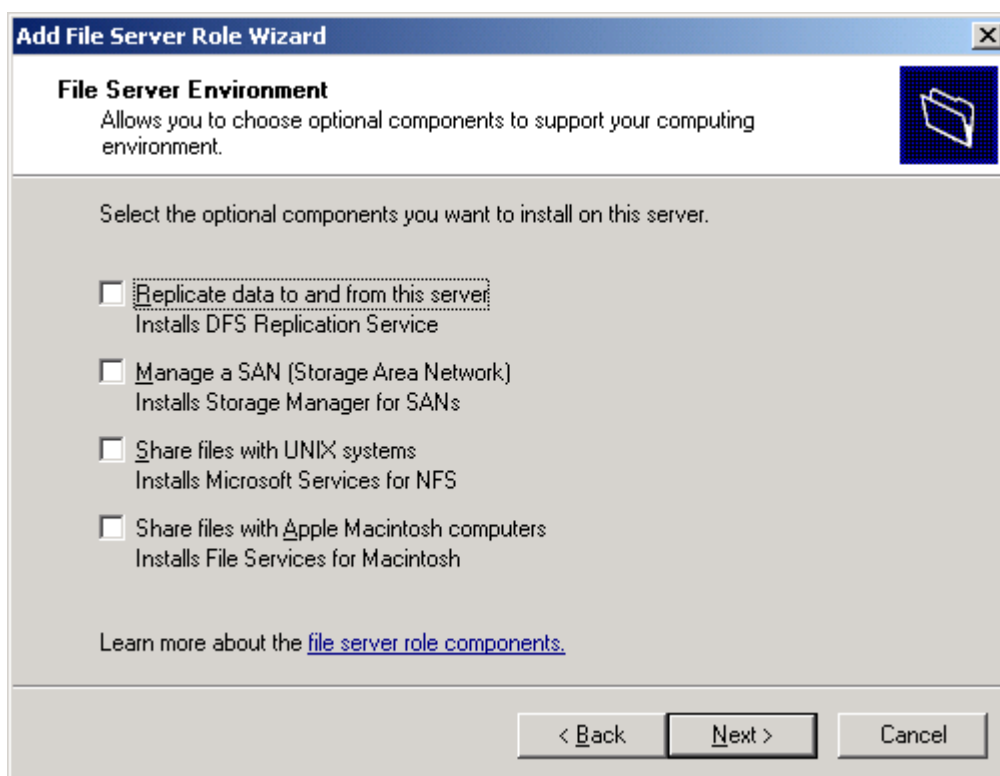 Add File Server Role Wizard
File Server Environment
Allows you to choose optional components to support your computing
environment.
Select the optional components you want to install on this server.
Replicate data to and from this server
Installs DFS Replication Service
Manage a SAN (Storage Area Network)
Installs Storage Manager for SANs
Share files with UNIX systems
Installs Microsoft Services for NFS
Share files with Apple Macintosh computers
Installs File Services for Macintosh
Learn more about the file server role components.
< Back Next > Cancel